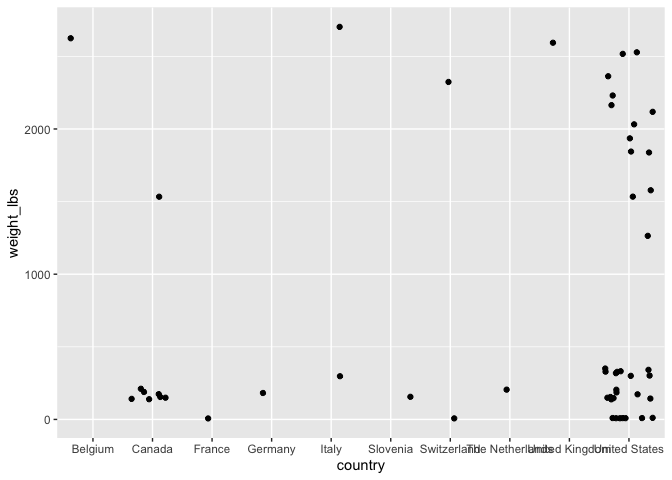 weight_lbs
2000
1000
0
Belgium Canada France Germany Italy Slovenia Switzerland The Netherlands United Kingdom United States
country